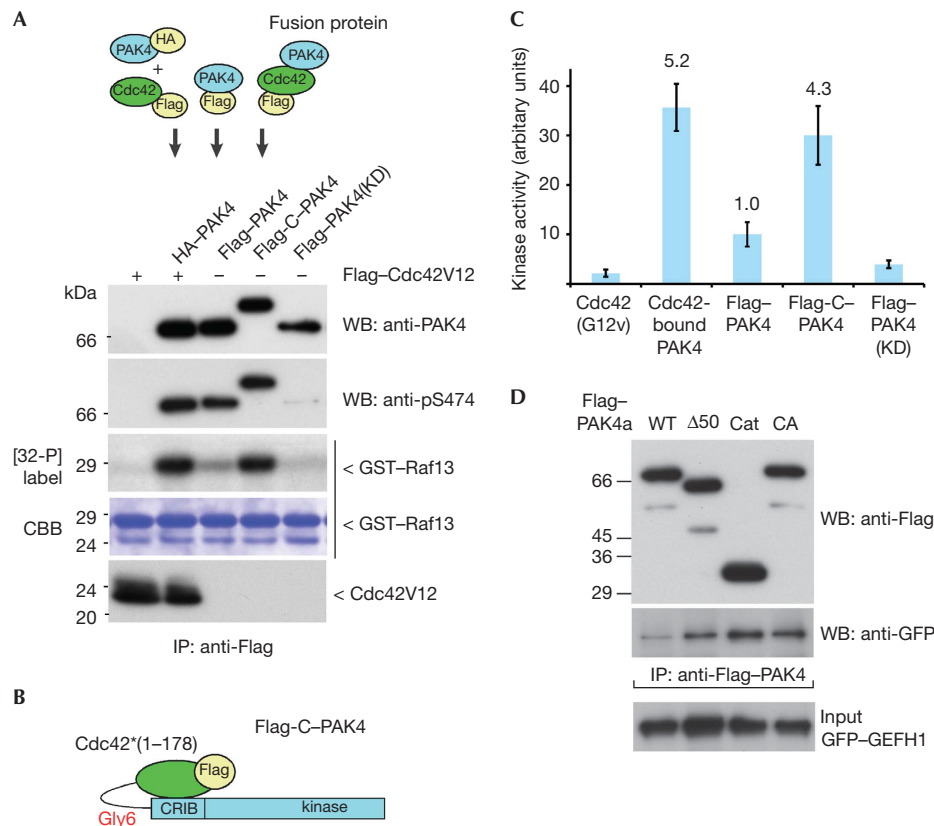 A
Fusion protein
PAK4
HA
+
Cdc42
Flag
PAK4
Flag
PAK4
Cdc42
Flag
HA–PAK4
Flag–PAK4
Flag-C–PAK4
Flag–PAK4(KD)
+ + – – – Flag–Cdc42V12
kDa
66
WB: anti-PAK4
66
WB: anti-pS474
[32-P]
label
29
< GST–Raf13
CBB
29
24
< GST–Raf13
24
20
< Cdc42V12
IP: anti-Flag
B
Flag-C–PAK4
Cdc42*(1–178)
Flag
Gly6
CRIB
kinase
C
Kinase activity (arbitary units)
40
30
20
10
5.2
1.0
4.3
Cdc42
(G12v)
Cdc42-
bound
PAK4
Flag–
PAK4
Flag-C–
PAK4
Flag–
PAK4
(KD)
D
Flag–
PAK4a
WT Δ50 Cat CA
66
45
36
29
WB: anti-Flag
WB: anti-GFP
IP: anti-Flag–PAK4
Input
GFP–GEFH1